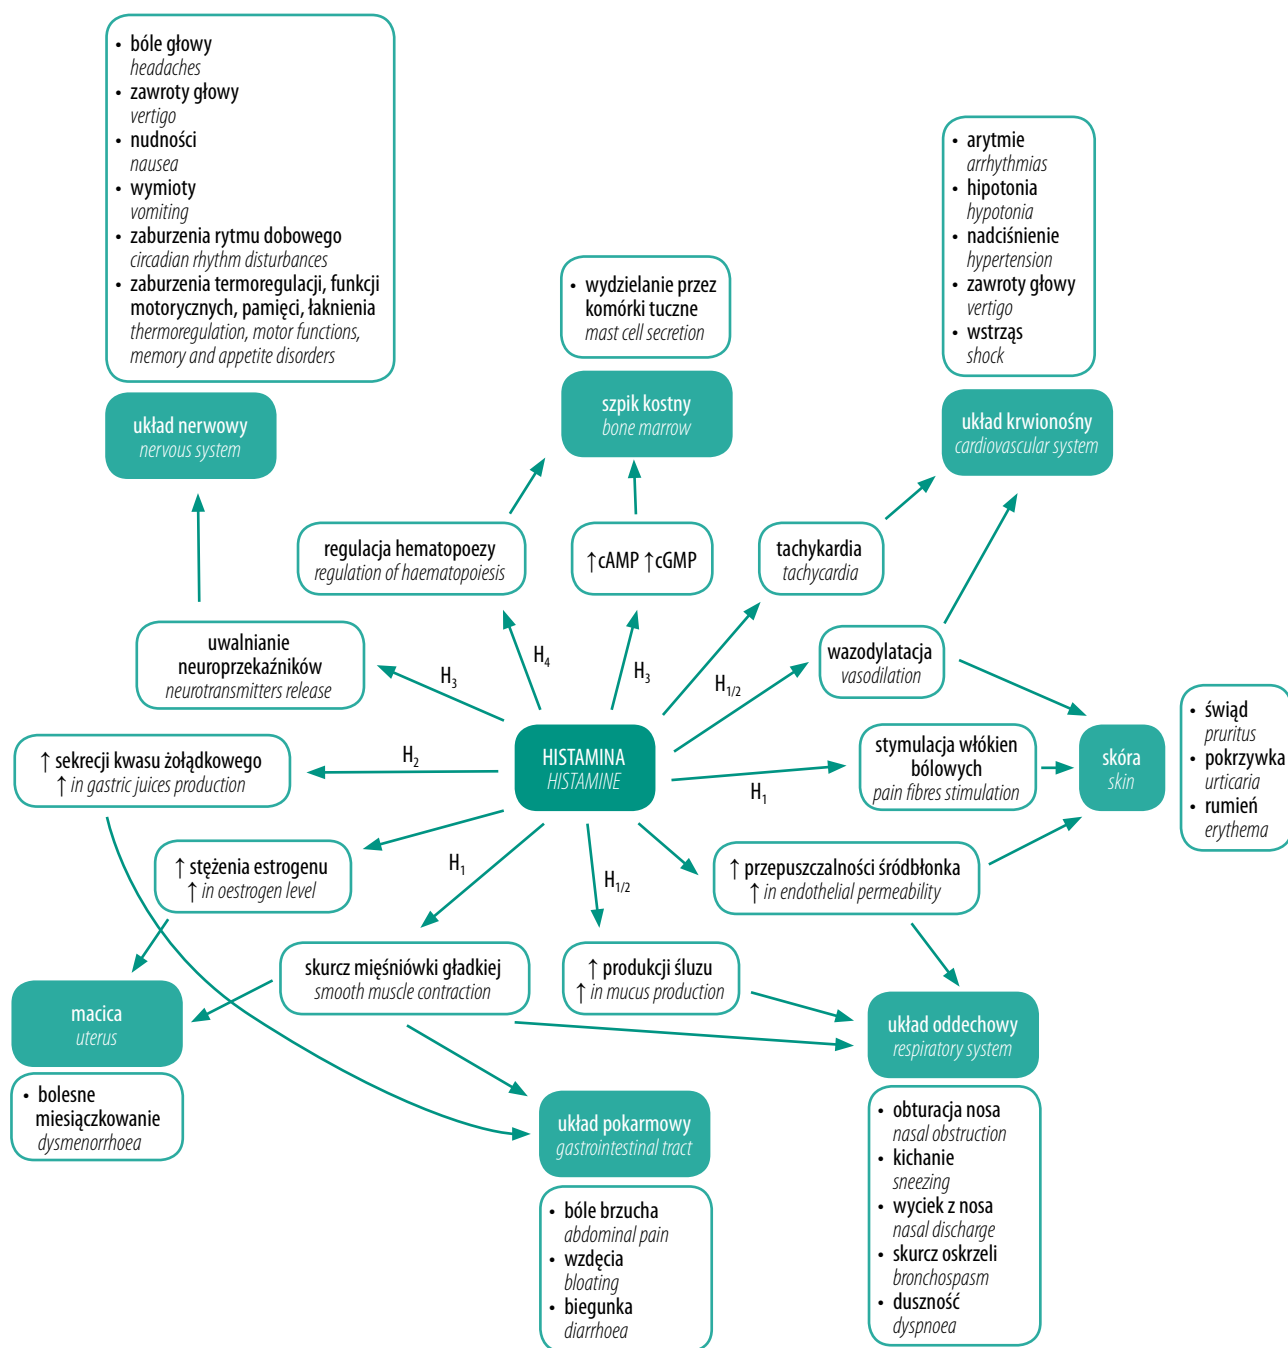 • bóle głowy
headaches
• zawroty głowy
vertigo
• nudności
nausea
• wymioty
vomiting
• zaburzenia rytmu dobowego
circadian rhythm disturbances
• zaburzenia termoregulacji, funkcji
motorycznych, pamięci, łaknienia
thermoregulation, motor functions,
memory and appetite disorders
układ nerwowy
nervous system
• wydzielanie przez
komórki tuczne
mast cell secretion
szpik kostny
bone marrow
• arytmie
arrhythmias
• hipotonia
hypotonia
• nadciśnienie
hypertension
• zawroty głowy
vertigo
• wstrząs
shock
układ krwionośny
cardiovascular system
regulacja hematopoezy
regulation of haematopoiesis
↑cAMP ↑cGMP
tachykardia
tachycardia
uwalnianie
neuroprzekaźników
neurotransmitters release
H3
H4
H3
H1/2
wazodylatacja
vasodilation
↑ sekrecji kwasu żołądkowego
↑ in gastric juices production
H2
HISTAMINA
HISTAMINE
H1
stymulacja włókien
bólowych
pain fibres stimulation
skóra
skin
• świąd
pruritus
• pokrzywka
urticaria
• rumień
erythema
↑ stężenia estrogenu
↑ in oestrogen level
H1
H1/2
↑ przepuszczalności śródbłonka
↑ in endothelial permeability
skurcz mięśniówki gładkiej
smooth muscle contraction
↑ produkcji śluzu
↑ in mucus production
macica
uterus
• bolesne
miesiączkowanie
dysmenorrhoea
układ oddechowy
respiratory system
• obturacja nosa
nasal obstruction
• kichanie
sneezing
• wyciek z nosa
nasal discharge
• skurcz oskrzeli
bronchospasm
• duszność
dyspnoea
układ pokarmowy
gastrointestinal tract
• bóle brzucha
abdominal pain
• wzdęcia
bloating
• biegunka
diarrhoea